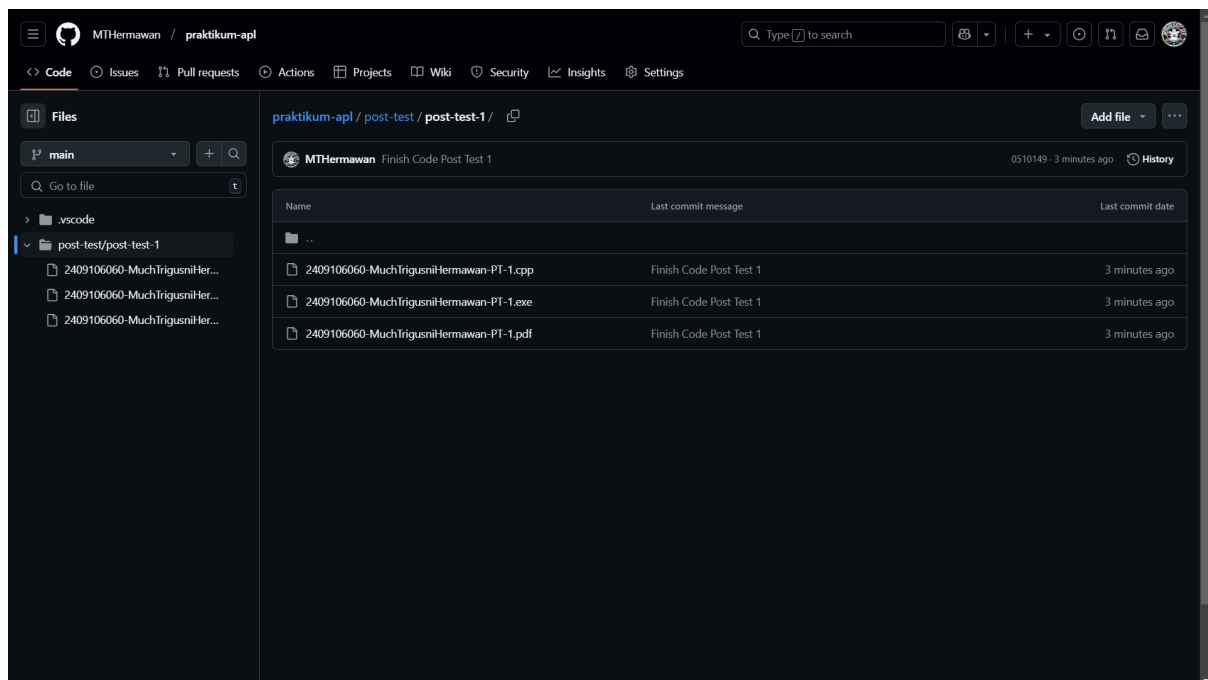 MTHermawan / praktikum-apl
Type / to search
Code Issues Pull requests Actions Projects Wiki Security Insights Settings
Files
main
Go to file t
.vscode
post-test/post-test-1
2409106060-MuchTrigusniHer...
2409106060-MuchTrigusniHer...
2409106060-MuchTrigusniHer...
praktikum-apl / post-test / post-test-1 /
Add file
MTHermawan Finish Code Post Test 1
0510149 · 3 minutes ago History
Name Last commit message Last commit date
..
2409106060-MuchTrigusniHermawan-PT-1.cpp Finish Code Post Test 1 3 minutes ago
2409106060-MuchTrigusniHermawan-PT-1.exe Finish Code Post Test 1 3 minutes ago
2409106060-MuchTrigusniHermawan-PT-1.pdf Finish Code Post Test 1 3 minutes ago